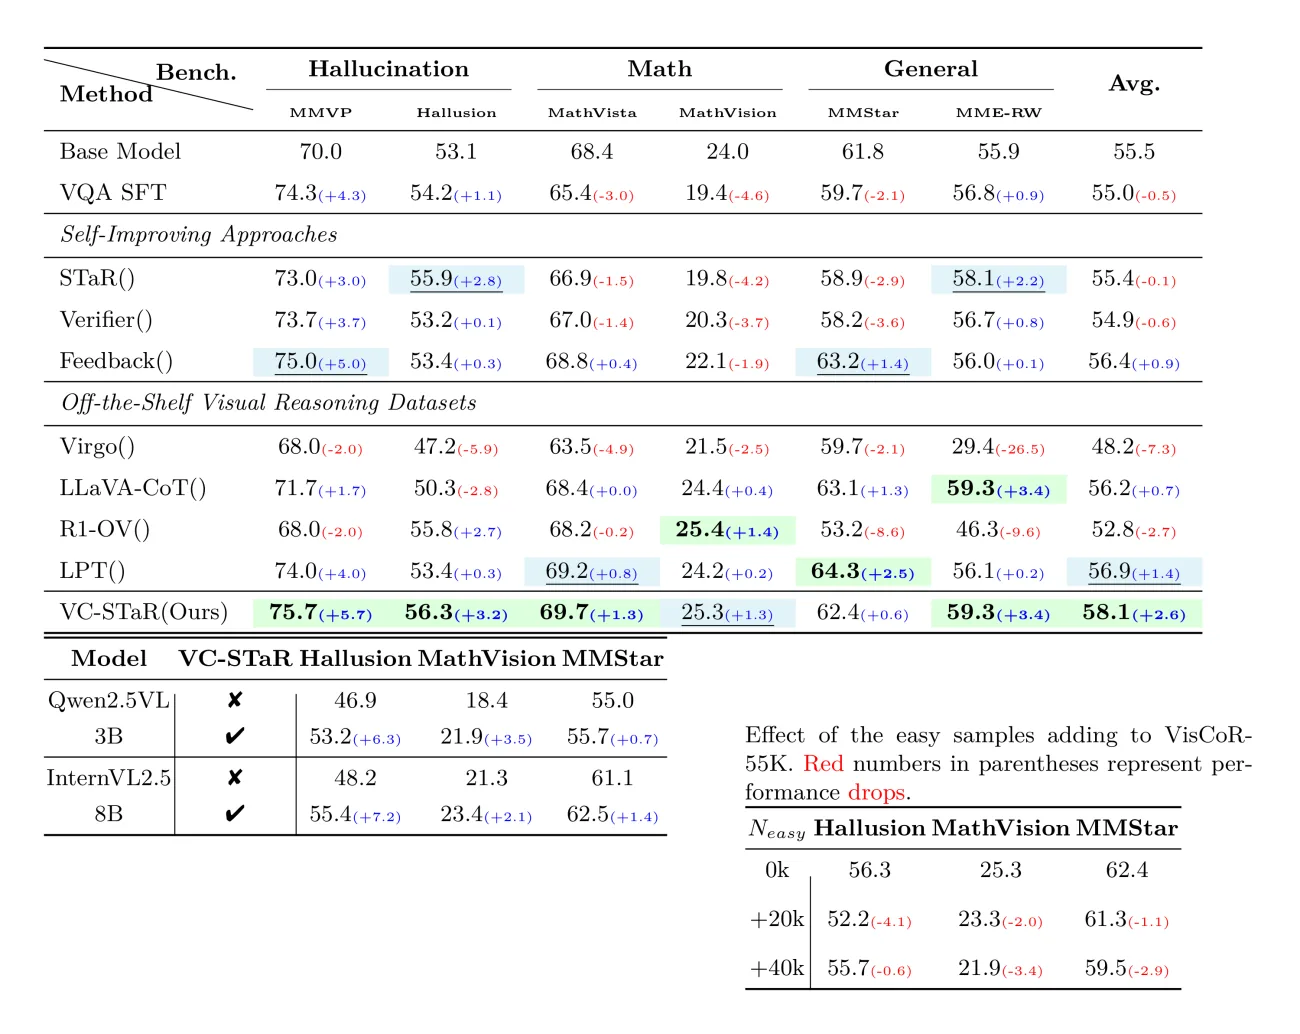 Bench. Hallucination Math General Avg.
Method MMVP Hallusion MathVista MathVision MMStar MME-RW
Base Model 70.0 53.1 68.4 24.0 61.8 55.9 55.5
VQA SFT 74.3(+4.3) 54.2(+1.1) 65.4(-3.0) 19.4(-4.6) 59.7(-2.1) 56.8(+0.9) 55.0(-0.5)
Self-Improving Approaches
STaR() 73.0(+3.0) 55.9(+2.8) 66.9(-1.5) 19.8(-4.2) 58.9(-2.9) 58.1(+2.2) 55.4(-0.1)
Verifier() 73.7(+3.7) 53.2(+0.1) 67.0(-1.4) 20.3(-3.7) 58.2(-3.6) 56.7(+0.8) 54.9(-0.6)
Feedback() 75.0(+5.0) 53.4(+0.3) 68.8(+0.4) 22.1(-1.9) 63.2(+1.4) 56.0(+0.1) 56.4(+0.9)
Off-the-Shelf Visual Reasoning Datasets
Virgo() 68.0(-2.0) 47.2(-5.9) 63.5(-4.9) 21.5(-2.5) 59.7(-2.1) 29.4(-26.5) 48.2(-7.3)
LLaVA-CoT() 71.7(+1.7) 50.3(-2.8) 68.4(+0.0) 24.4(+0.4) 63.1(+1.3) 59.3(+3.4) 56.2(+0.7)
R1-OV() 68.0(-2.0) 55.8(+2.7) 68.2(-0.2) 25.4(+1.4) 53.2(-8.6) 46.3(-9.6) 52.8(-2.7)
LPT() 74.0(+4.0) 53.4(+0.3) 69.2(+0.8) 24.2(+0.2) 64.3(+2.5) 56.1(+0.2) 56.9(+1.4)
VC-STaR(Ours) 75.7(+5.7) 56.3(+3.2) 69.7(+1.3) 25.3(+1.3) 62.4(+0.6) 59.3(+3.4) 58.1(+2.6)
Model VC-STaR Hallusion MathVision MMStar
Qwen2.5VL ✘ 46.9 18.4 55.0
3B ✔ 53.2(+6.3) 21.9(+3.5) 55.7(+0.7)
InternVL2.5 ✘ 48.2 21.3 61.1
8B ✔ 55.4(+7.2) 23.4(+2.1) 62.5(+1.4)
Effect of the easy samples adding to VisCoR-
55K. Red numbers in parentheses represent per-
formance drops.
Neasy Hallusion MathVision MMStar
0k 56.3 25.3 62.4
+20k 52.2(-4.1) 23.3(-2.0) 61.3(-1.1)
+40k 55.7(-0.6) 21.9(-3.4) 59.5(-2.9)